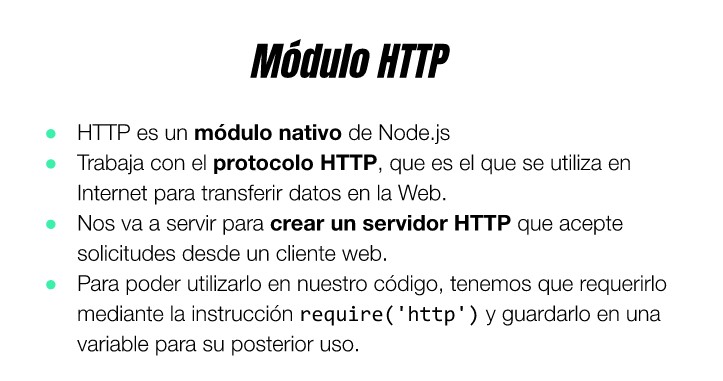 Módulo HTTP
● HTTP es un módulo nativo de Node.js
● Trabaja con el protocolo HTTP, que es el que se utiliza en
Internet para transferir datos en la Web.
● Nos va a servir para crear un servidor HTTP que acepte
solicitudes desde un cliente web.
● Para poder utilizarlo en nuestro código, tenemos que requerirlo
mediante la instrucción require('http') y guardarlo en una
variable para su posterior uso.